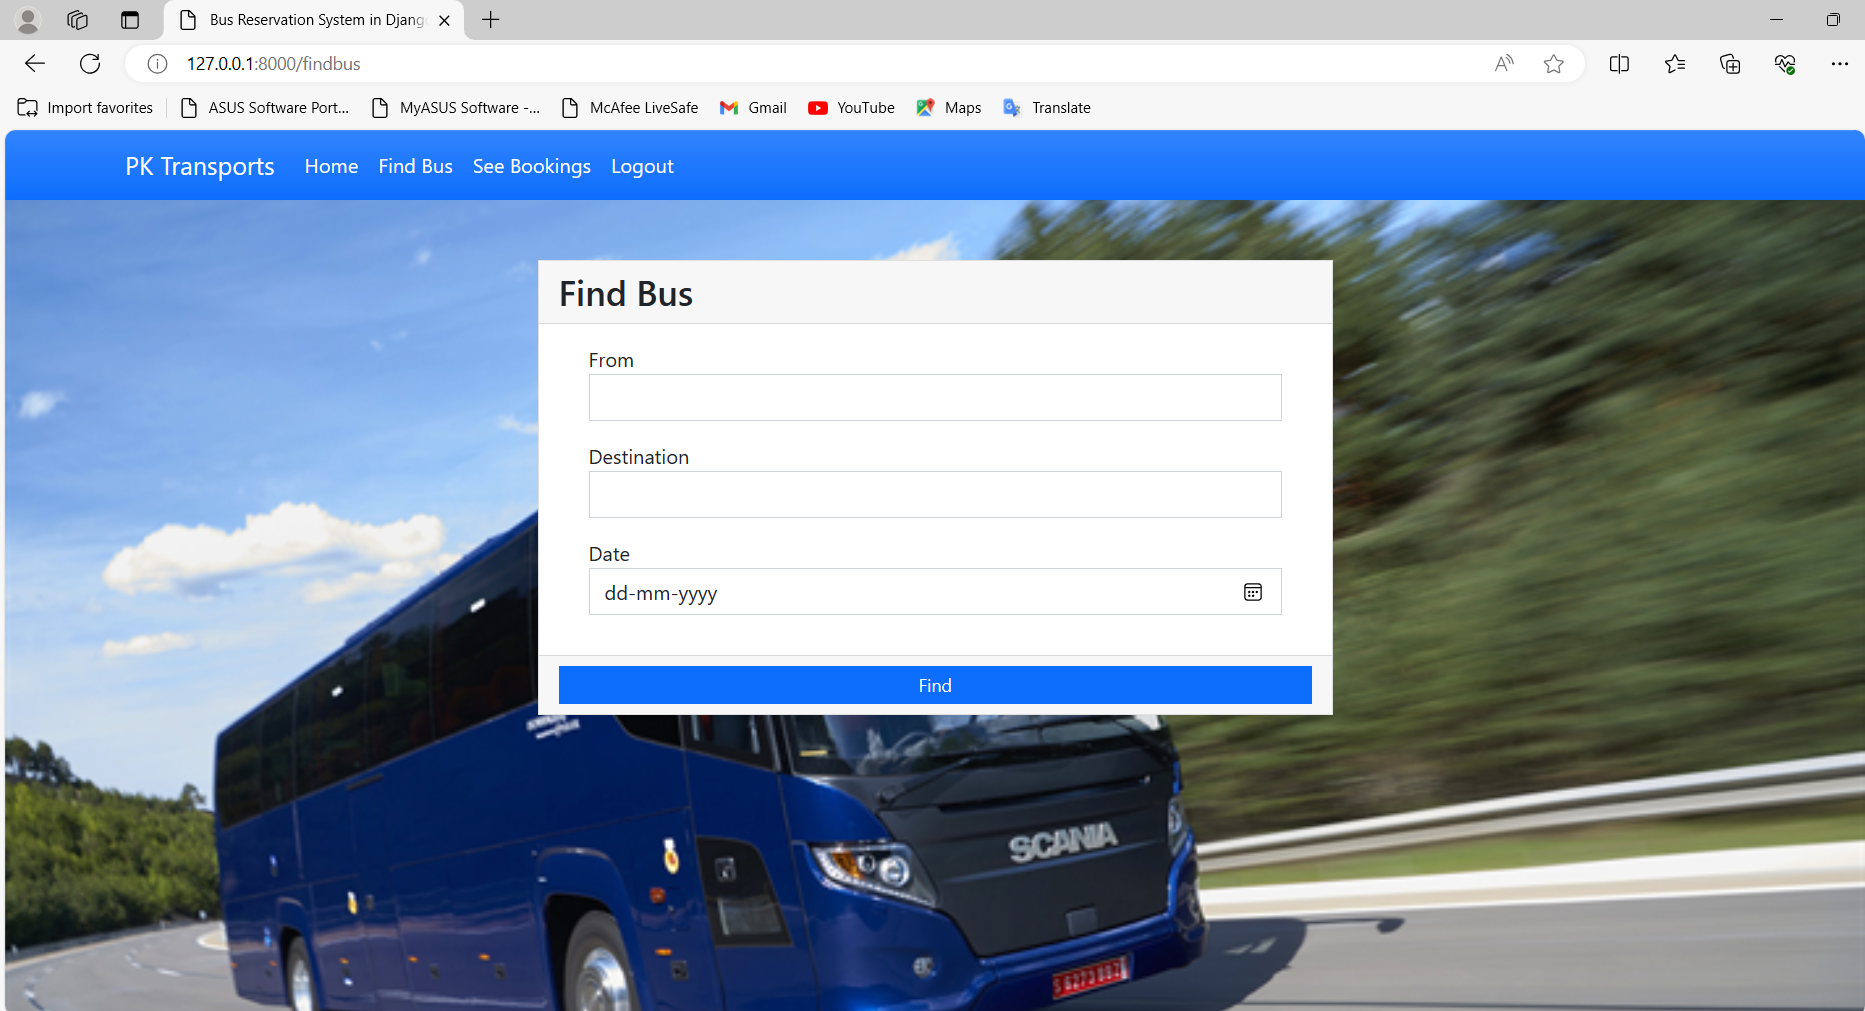 Bus Reservation System in Djang
127.0.0.1:8000/findbus
Import favorites
ASUS Software Port...
MyASUS Software -...
McAfee LiveSafe
Gmail
YouTube
Maps
Translate
PK Transports
Home
Find Bus
See Bookings
Logout
Find Bus
From
Destination
Date
dd-mm-yyyy
Find
SCANIA